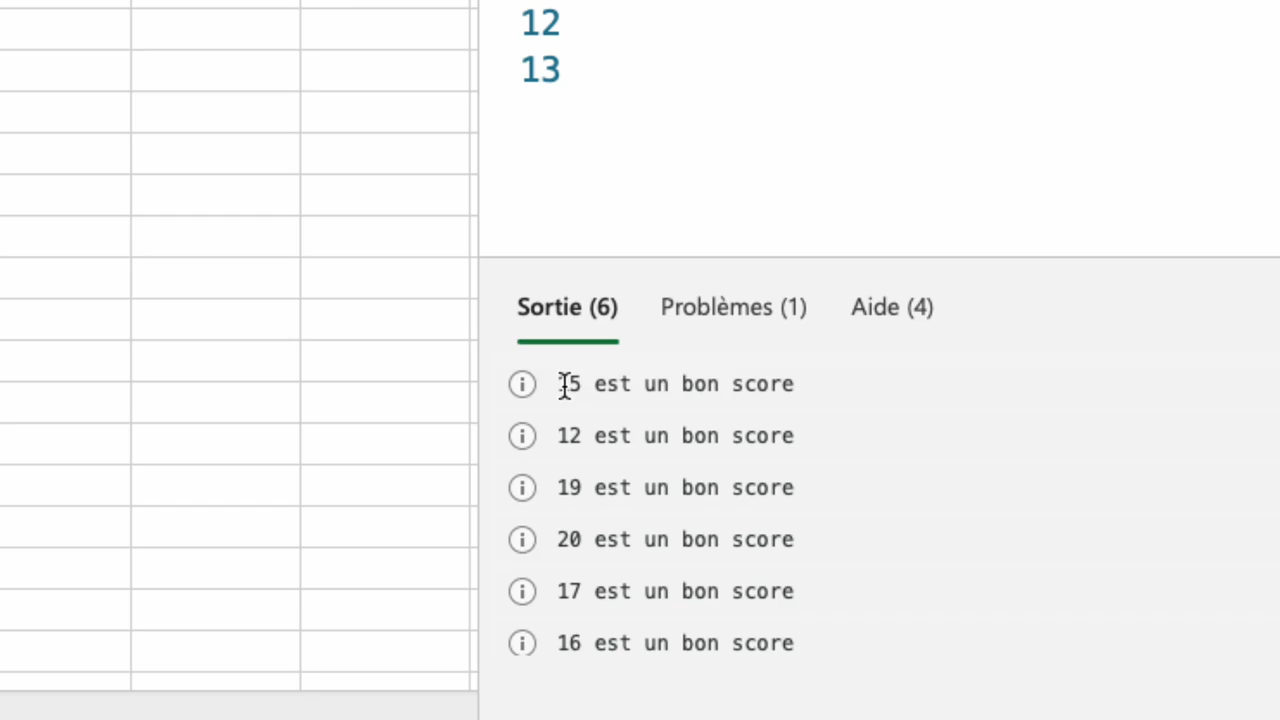 12
13
Sortie (6) Problèmes (1) Aide (4)
15 est un bon score
12 est un bon score
19 est un bon score
20 est un bon score
17 est un bon score
16 est un bon score